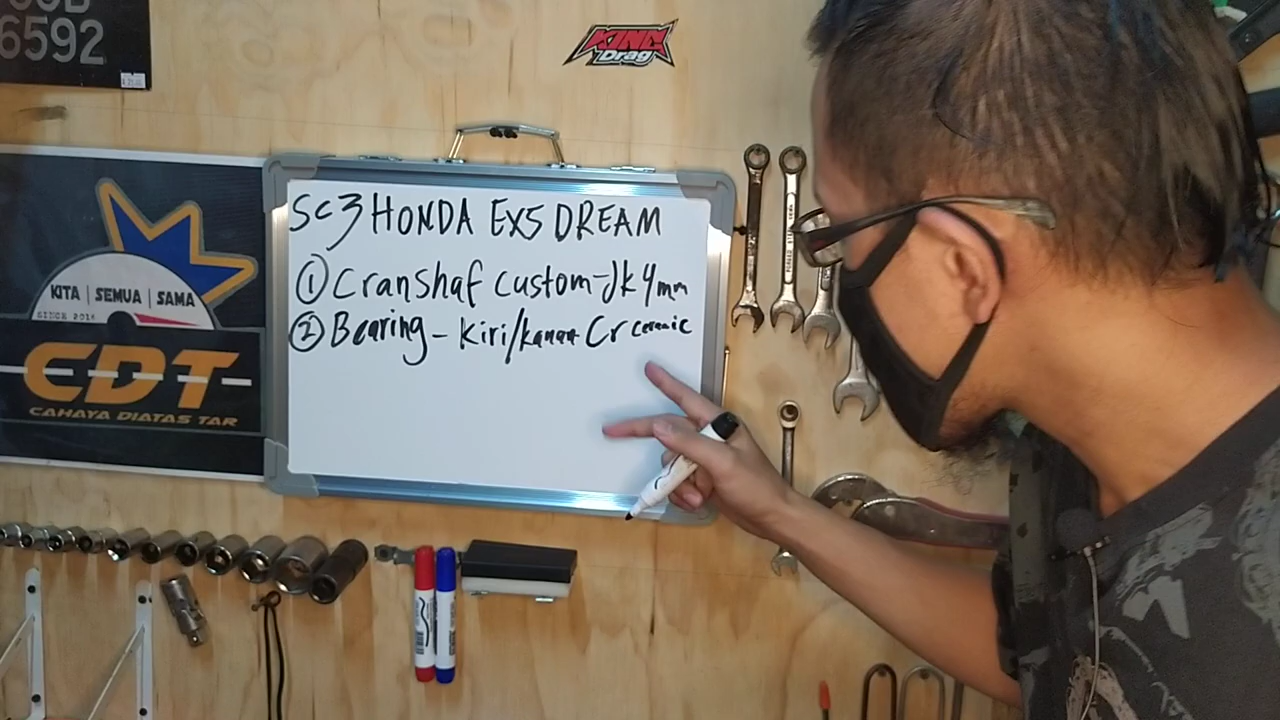 6592
KING
Drag
KITA | SEMUA | SAMA
SINCE 2018
CDT
CAHAYA DIATAS TAR
SC3 HONDA EX5 DREAM
① Cranshaf custom-Jk 4mm
② Bearing - Kiri/kanan Cr ceramic